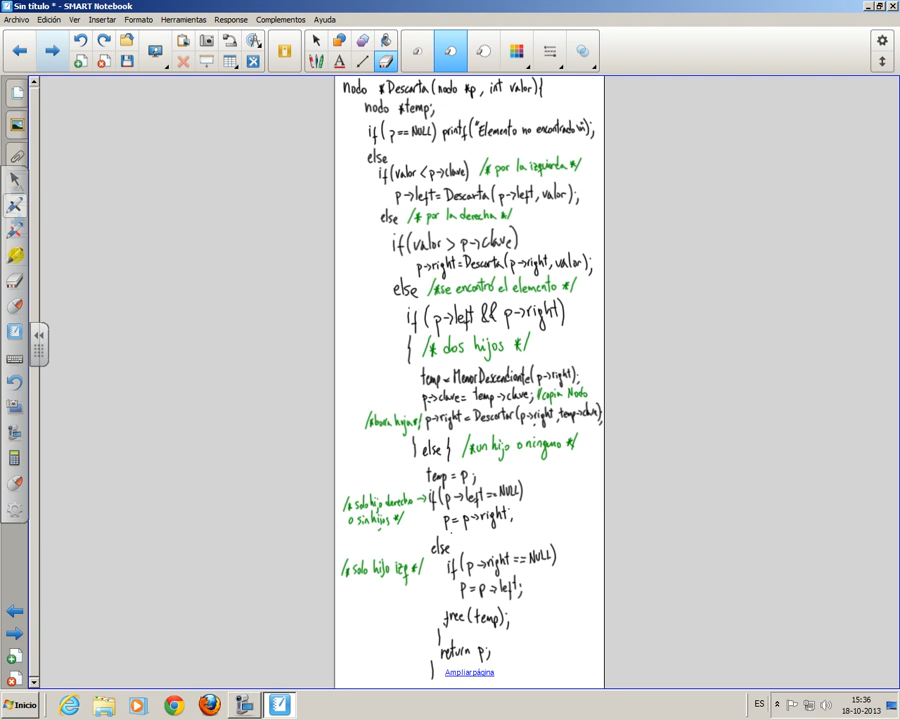 Sin título * - SMART Notebook
Archivo Edición Ver Insertar Formato Herramientas Response Complementos Ayuda
nodo *Descarta(nodo *p, int valor){
nodo *temp;
if(p==NULL) printf("Elemento no encontrado\n");
else
if(valor < p->clave) /* por la izquierda */
p->left=Descarta(p->left, valor);
else /* por la derecha */
if(valor > p->clave)
p->right=Descarta(p->right, valor);
else /*se encontró el elemento */
if(p->left && p->right)
{ /* dos hijos */
temp=MenorDescendiente(p->right);
p->clave= temp->clave; //copia Nodo
/*borra hija*/ p->right=Descartar(p->right,temp->clave);
} else { /*un hijo o ninguno */
temp = p;
/* solo hijo derecho -> if(p->left==NULL)
o sin hijos */ p= p->right;
else
/*solo hijo izq */ if(p->right==NULL)
p=p->left;
free(temp);
}
return p;
}
Ampliar página
Inicio
ES
15:36
18-10-2013